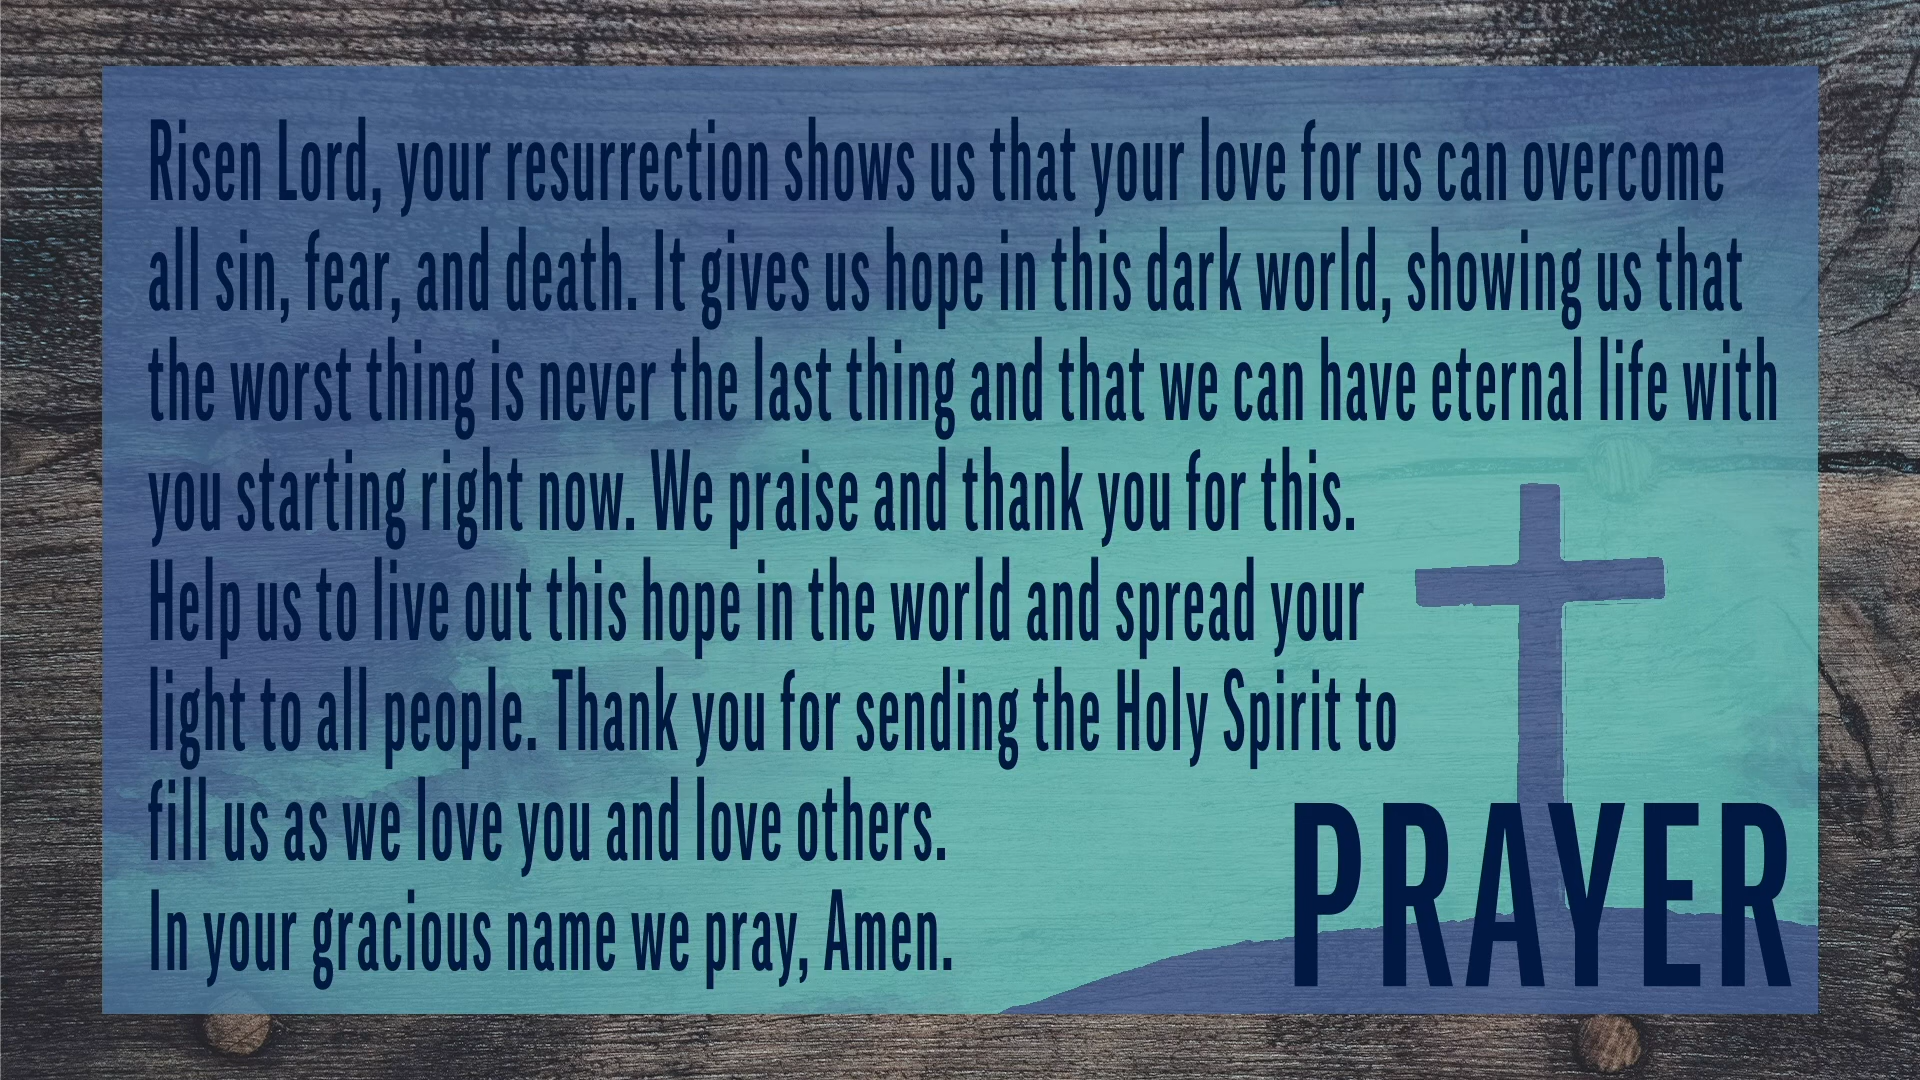 Risen Lord, your resurrection shows us that your love for us can overcome
all sin, fear, and death. It gives us hope in this dark world, showing us that
the worst thing is never the last thing and that we can have eternal life with
you starting right now. We praise and thank you for this.
Help us to live out this hope in the world and spread your
light to all people. Thank you for sending the Holy Spirit to
fill us as we love you and love others.
In your gracious name we pray, Amen.
PRAYER